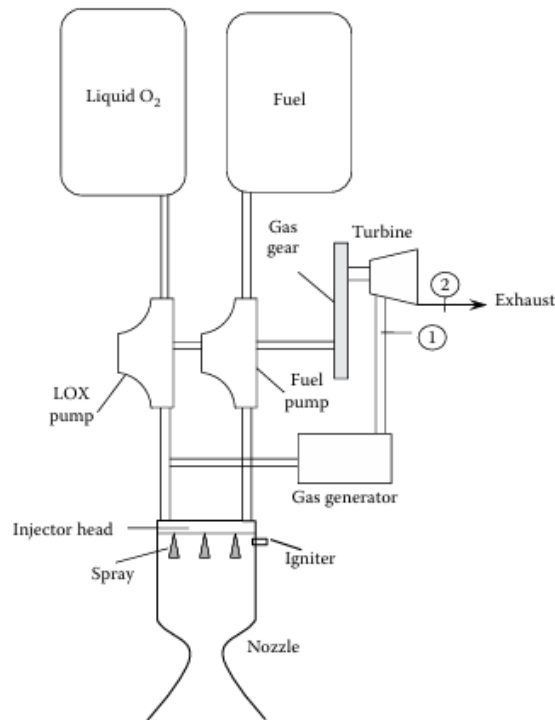 Liquid O₂
Fuel
Gas
gear
Turbine
2
Exhaust
1
LOX
pump
Fuel
pump
Gas generator
Injector head
Igniter
Spray
Nozzle